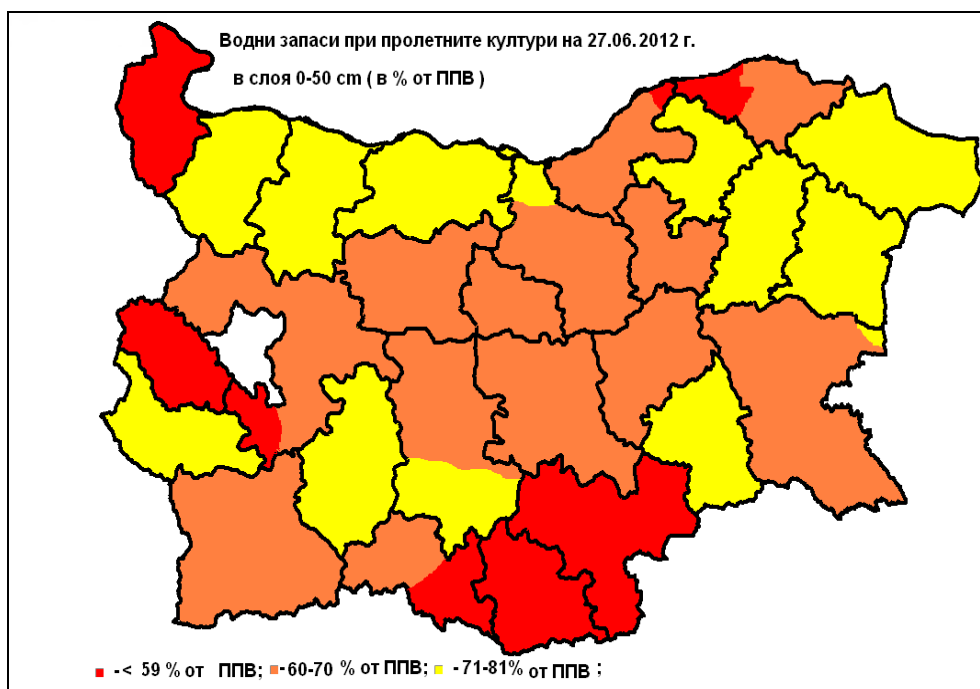 Водни запаси при пролетните култури на 27.06.2012 г.
в слоя 0-50 cm ( в % от ППВ )
-< 59 % от ППВ; -60-70 % от ППВ; -71-81% от ППВ ;